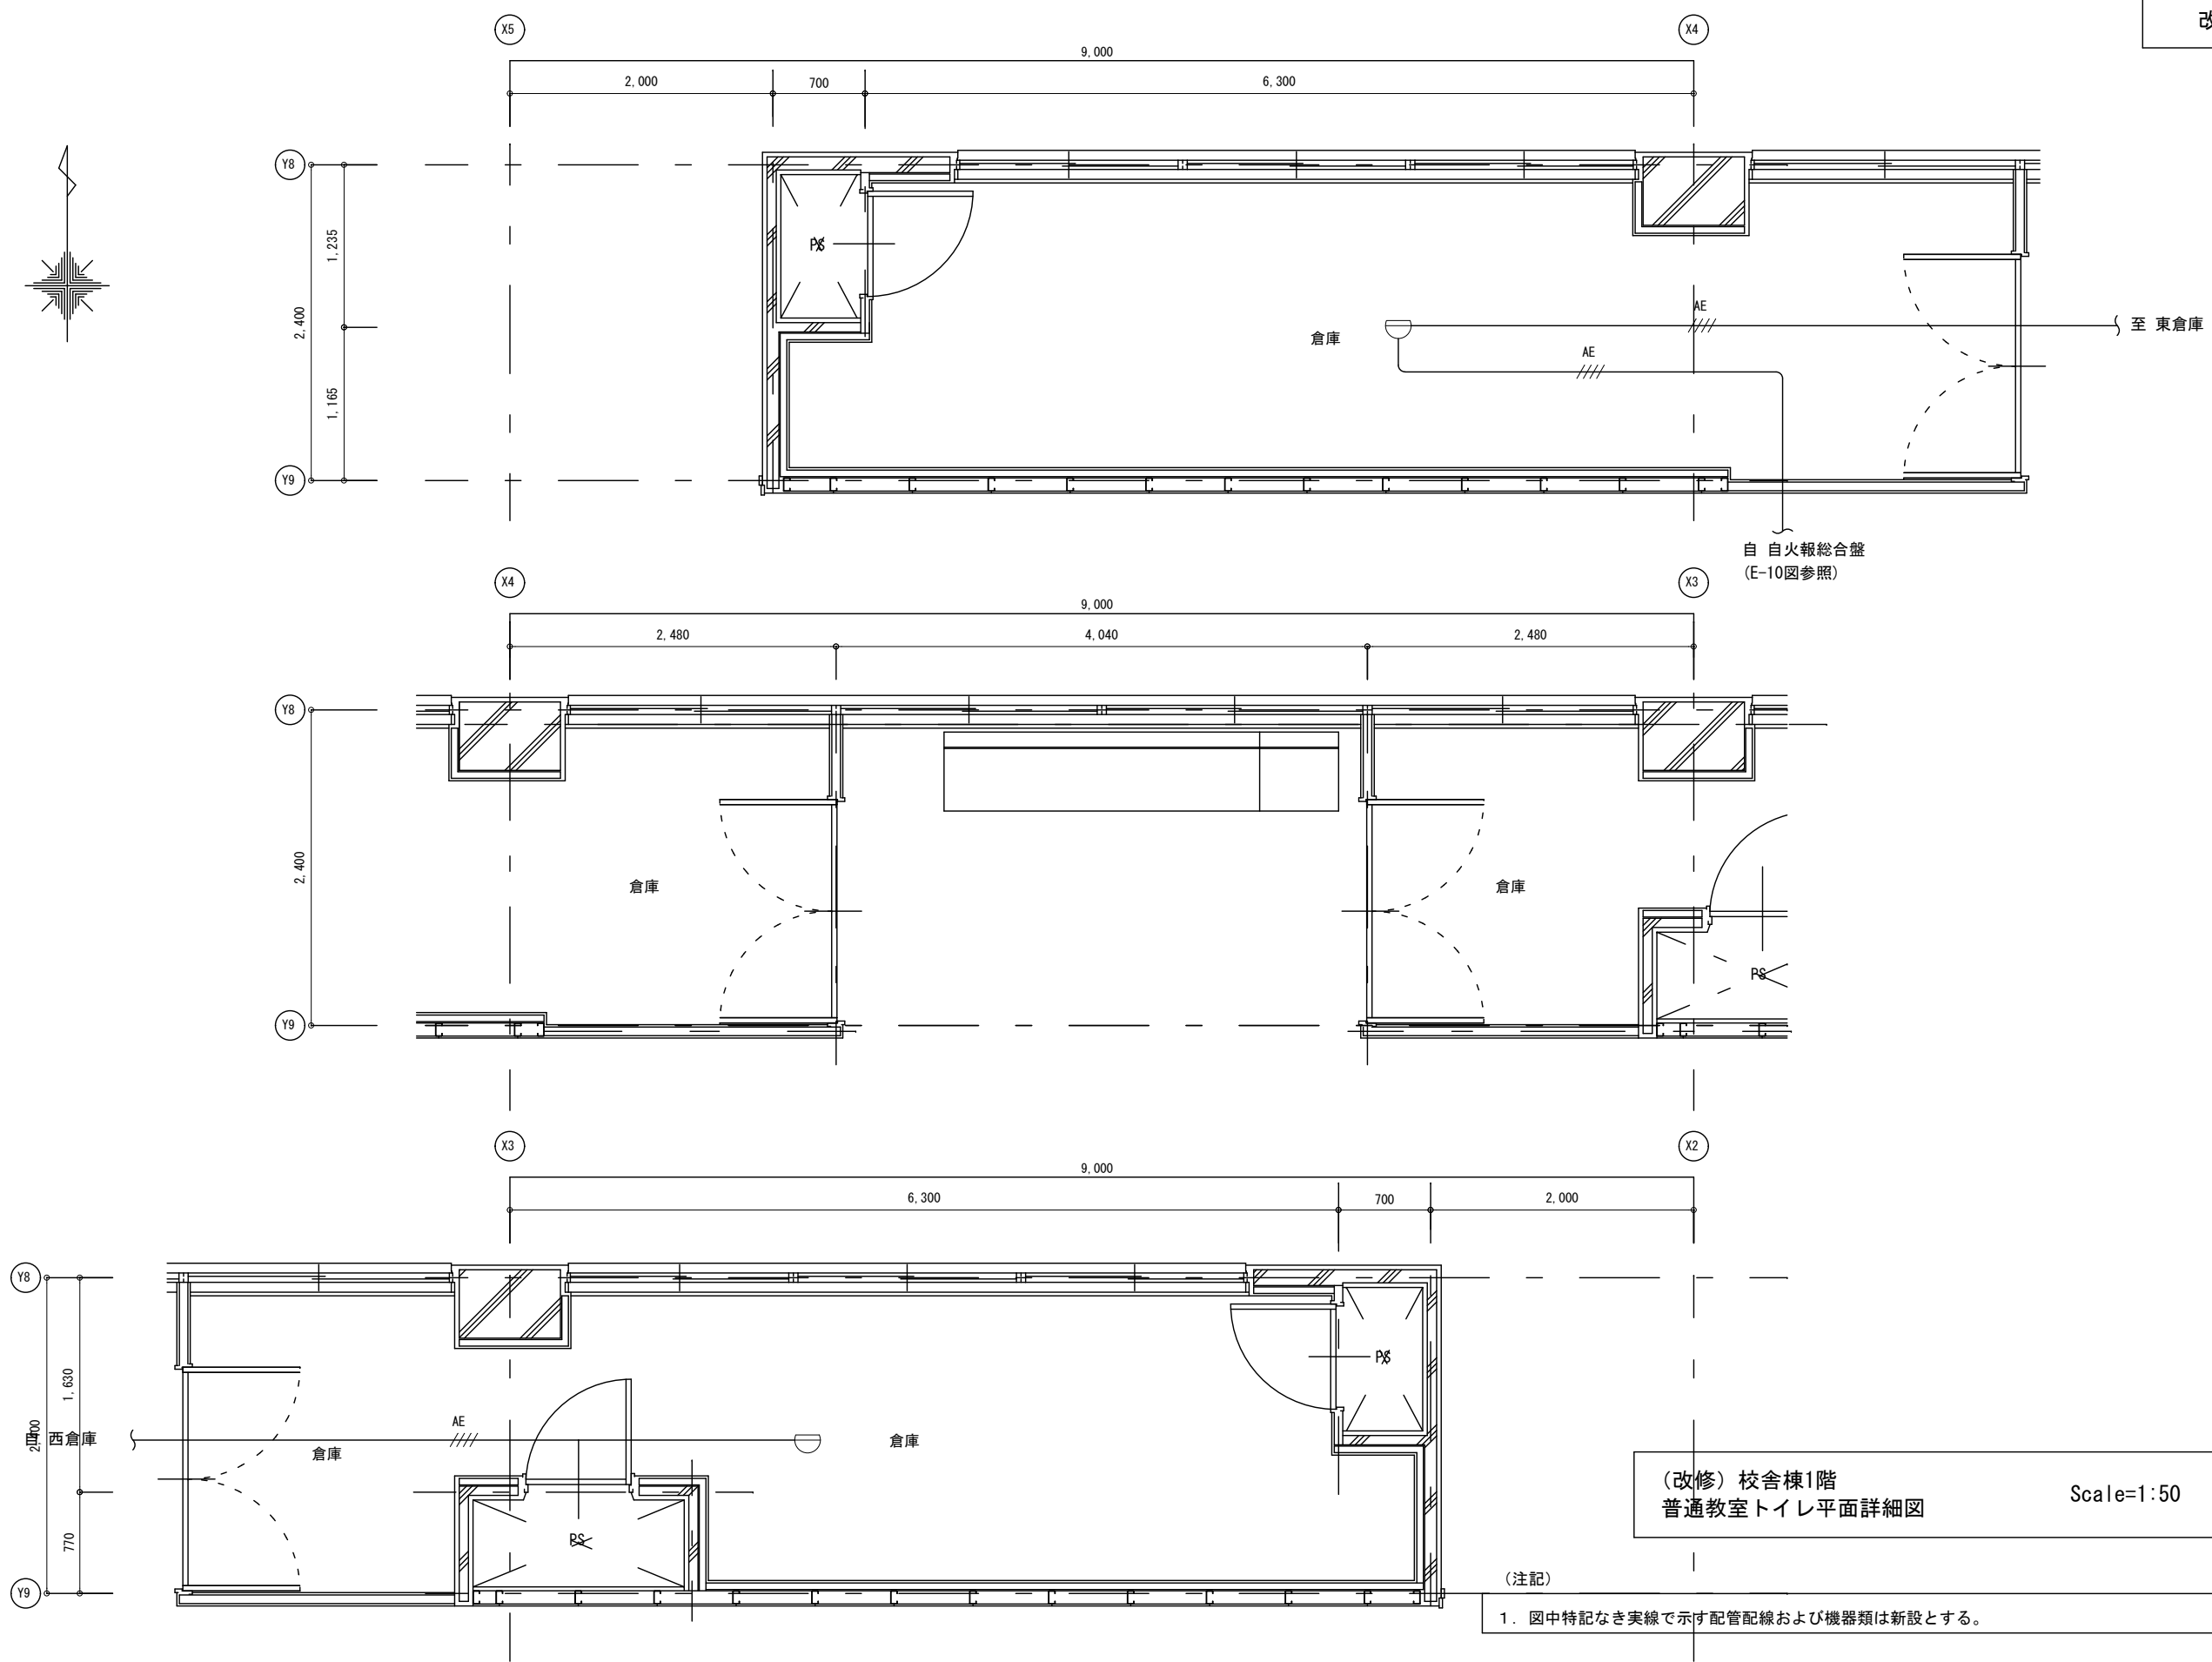 改
X5
X4
9,000
2,000
700
6,300
Y8
1,235
2,400
1,165
Y9
PS
倉庫
AE
AE
至 東倉庫
自 自火報総合盤
(E-10図参照)
X4
X3
9,000
2,480
4,040
2,480
Y8
2,400
Y9
倉庫
倉庫
PS
X3
X2
9,000
6,300
700
2,000
Y8
1,630
2,400
770
Y9
自 西倉庫
AE
倉庫
倉庫
PS
PS
(改修) 校舎棟1階
普通教室トイレ平面詳細図
Scale=1:50
(注記)
1. 図中特記なき実線で示す配管配線および機器類は新設とする。